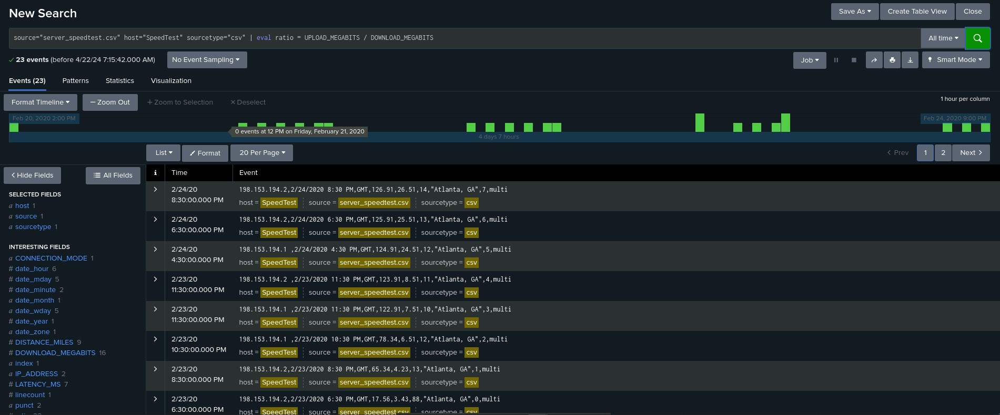 New Search
Save As Create Table View Close
source="server_speedtest.csv" host="SpeedTest" sourcetype="csv" | eval ratio = UPLOAD_MEGABITS / DOWNLOAD_MEGABITS
All time
23 events (before 4/22/24 7:15:42.000 AM)
No Event Sampling
Job
Smart Mode
Events (23) Patterns Statistics Visualization
Format Timeline — Zoom Out + Zoom to Selection × Deselect
1 hour per column
Feb 20, 2020 2:00 PM
Feb 24, 2020 9:00 PM
0 events at 12 PM on Friday, February 21, 2020
4 days 7 hours
List Format 20 Per Page
< Prev 1 2 Next >
< Hide Fields All Fields
SELECTED FIELDS
a host 1
a source 1
a sourcetype 1
INTERESTING FIELDS
a CONNECTION_MODE 1
# date_hour 6
# date_mday 5
# date_minute 2
a date_month 1
a date_wday 5
# date_year 1
a date_zone 1
# DISTANCE_MILES 9
# DOWNLOAD_MEGABITS 16
a index 1
a IP_ADDRESS 2
# LATENCY_MS 7
# linecount 1
a punct 2
i Time Event
2/24/20
8:30:00.000 PM
198.153.194.2,2/24/2020 8:30 PM,GMT,126.91,26.51,14,"Atlanta, GA",7,multi
host = SpeedTest source = server_speedtest.csv sourcetype = csv
2/24/20
6:30:00.000 PM
198.153.194.2,2/24/2020 6:30 PM,GMT,125.91,25.51,13,"Atlanta, GA",6,multi
host = SpeedTest source = server_speedtest.csv sourcetype = csv
2/24/20
4:30:00.000 PM
198.153.194.1 ,2/24/2020 4:30 PM,GMT,124.91,24.51,12,"Atlanta, GA",5,multi
host = SpeedTest source = server_speedtest.csv sourcetype = csv
2/23/20
11:30:00.000 PM
198.153.194.2 ,2/23/2020 11:30 PM,GMT,123.91,8.51,11,"Atlanta, GA",4,multi
host = SpeedTest source = server_speedtest.csv sourcetype = csv
2/23/20
11:30:00.000 PM
198.153.194.1 ,2/23/2020 11:30 PM,GMT,122.91,7.51,10,"Atlanta, GA",3,multi
host = SpeedTest source = server_speedtest.csv sourcetype = csv
2/23/20
10:30:00.000 PM
198.153.194.1 ,2/23/2020 10:30 PM,GMT,78.34,6.51,12,"Atlanta, GA",2,multi
host = SpeedTest source = server_speedtest.csv sourcetype = csv
2/23/20
8:30:00.000 PM
198.153.194.2,2/23/2020 8:30 PM,GMT,65.34,4.23,13,"Atlanta, GA",1,multi
host = SpeedTest source = server_speedtest.csv sourcetype = csv
2/23/20
6:30:00.000 PM
198.153.194.2,2/23/2020 6:30 PM,GMT,17.56,3.43,88,"Atlanta, GA",0,multi
host = SpeedTest source = server_speedtest.csv sourcetype = csv